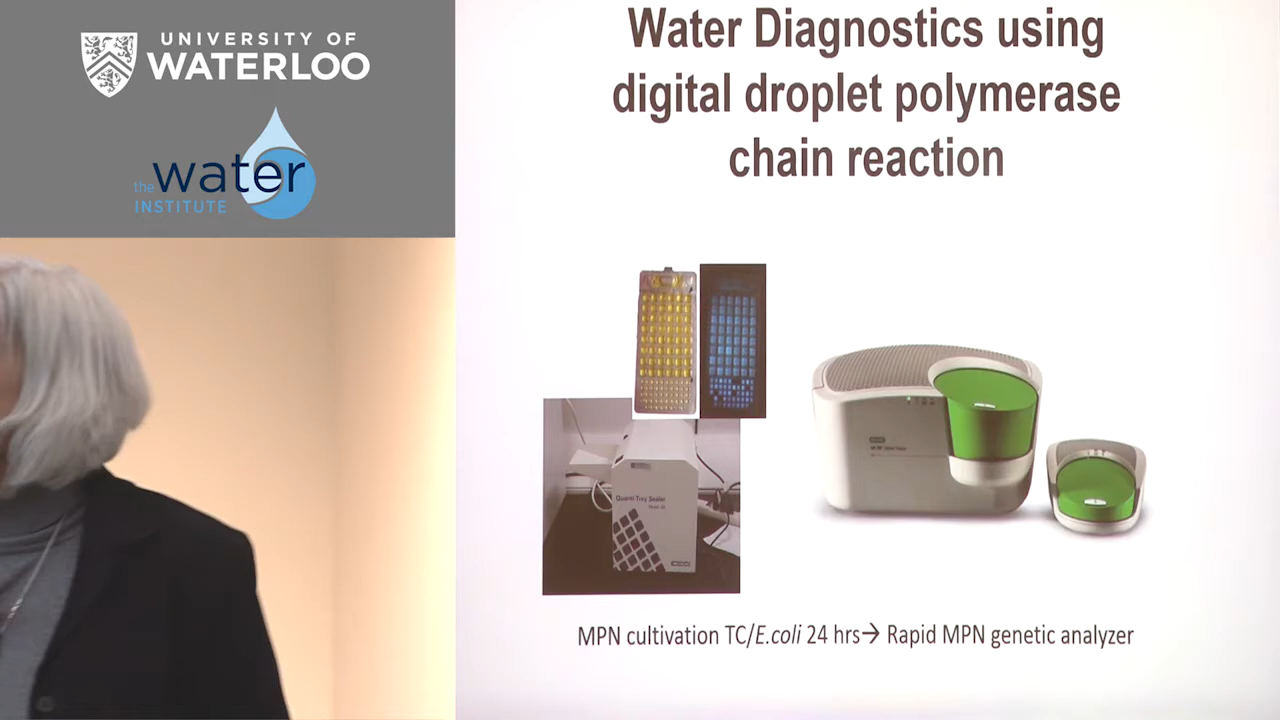 UNIVERSITY OF
WATERLOO
the water
INSTITUTE
Water Diagnostics using
digital droplet polymerase
chain reaction
Quanti-Tray Sealer
MPN cultivation TC/E.coli 24 hrs→ Rapid MPN genetic analyzer